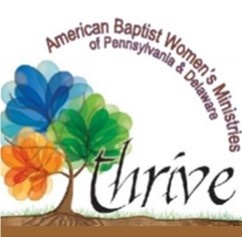 American Baptist Women's Ministries
of Pennsylvania & Delaware
thrive